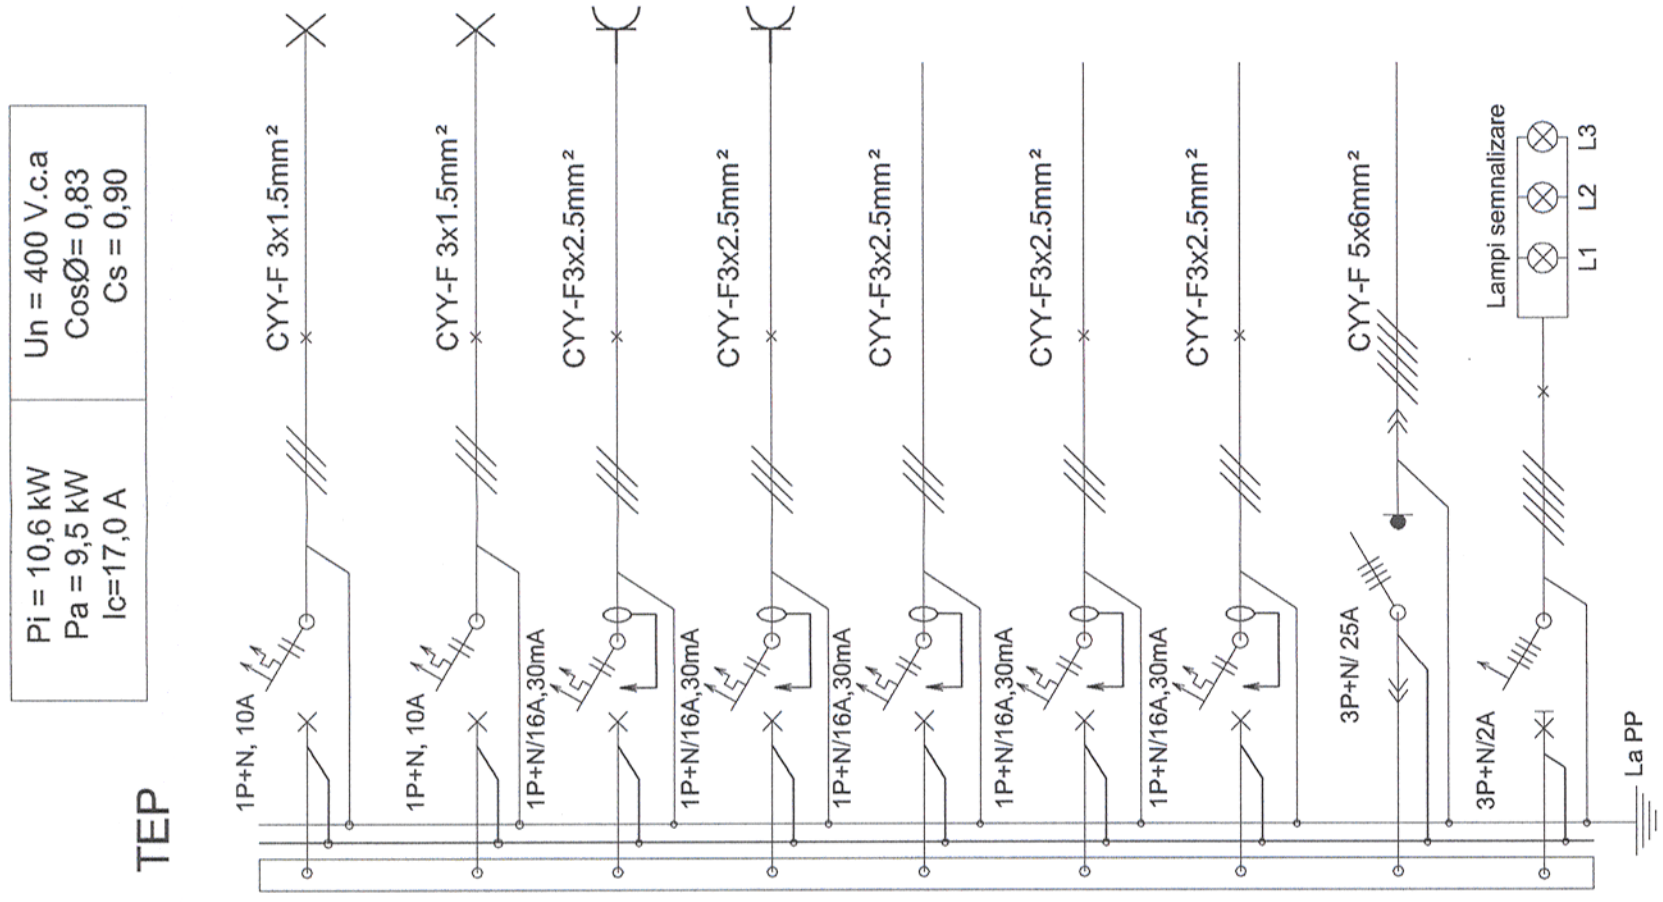 TEP
Pi = 10,6 kW
Pa = 9,5 kW
Ic=17,0 A
Un = 400 V.c.a
CosØ= 0,83
Cs = 0,90
1P+N, 10A
CYY-F 3x1.5mm²
1P+N, 10A
CYY-F 3x1.5mm²
1P+N/16A,30mA
CYY-F3x2.5mm²
1P+N/16A,30mA
CYY-F3x2.5mm²
1P+N/16A,30mA
CYY-F3x2.5mm²
1P+N/16A,30mA
CYY-F3x2.5mm²
1P+N/16A,30mA
CYY-F3x2.5mm²
3P+N/ 25A
CYY-F 5x6mm²
3P+N/2A
Lampi semnalizare
L1 L2 L3
La PP